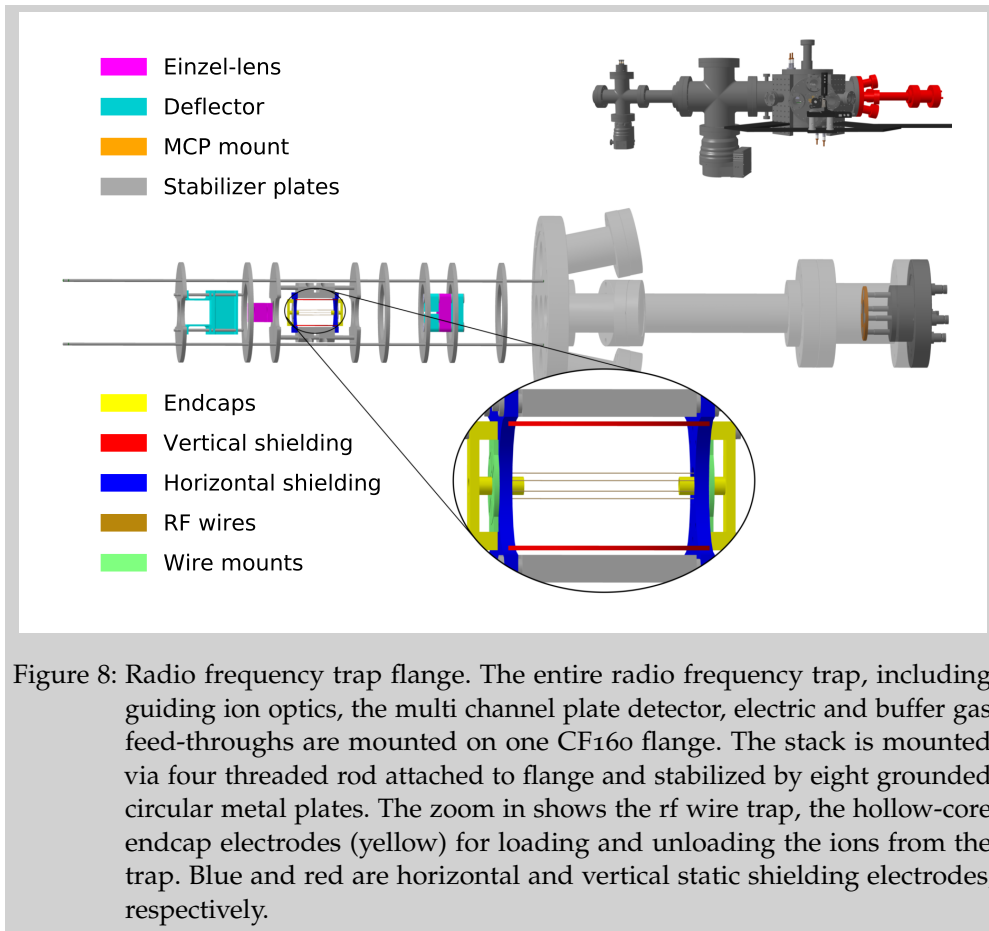 Einzel-lens
Deflector
MCP mount
Stabilizer plates
Endcaps
Vertical shielding
Horizontal shielding
RF wires
Wire mounts
Figure 8: Radio frequency trap flange. The entire radio frequency trap, including
guiding ion optics, the multi channel plate detector, electric and buffer gas
feed-throughs are mounted on one CF160 flange. The stack is mounted
via four threaded rod attached to flange and stabilized by eight grounded
circular metal plates. The zoom in shows the rf wire trap, the hollow-core
endcap electrodes (yellow) for loading and unloading the ions from the
trap. Blue and red are horizontal and vertical static shielding electrodes,
respectively.